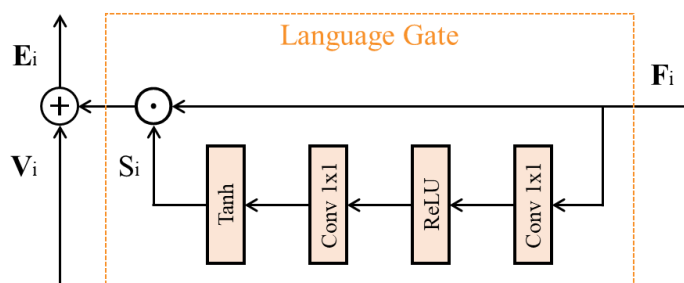 Language Gate
Ei
Fi
Vi
Si
Tanh
Conv 1x1
ReLU
Conv 1x1